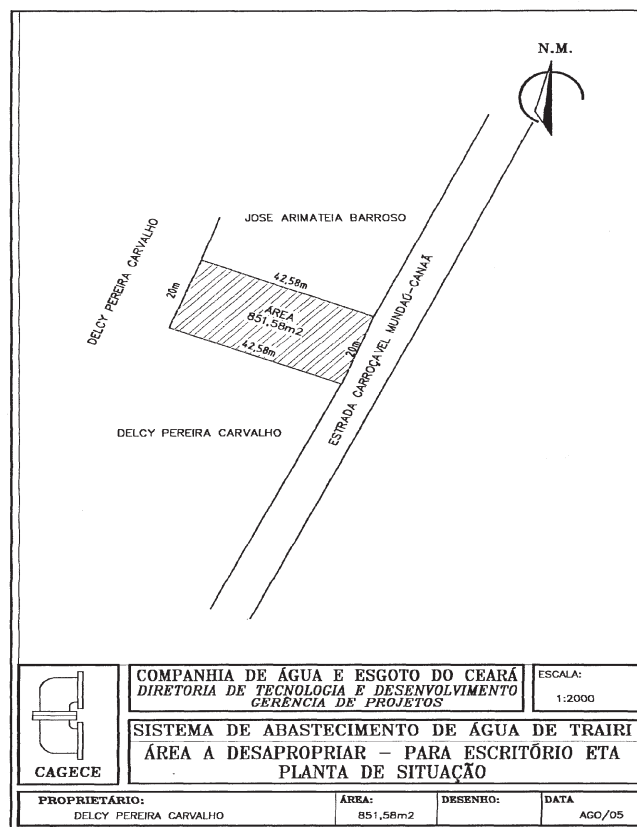 N.M.
JOSE ARIMATEIA BARROSO
DELCY PEREIRA CARVALHO
42,58m
20m
ÁREA
851,58m2
20m
42,58m
ESTRADA CARROÇAVEL MUNDAÚ-CANAÃ
DELCY PEREIRA CARVALHO
CAGECE
COMPANHIA DE ÁGUA E ESGOTO DO CEARÁ
DIRETORIA DE TECNOLOGIA E DESENVOLVIMENTO
GERÊNCIA DE PROJETOS
ESCALA:
1:2000
SISTEMA DE ABASTECIMENTO DE ÁGUA DE TRAIRI
ÁREA A DESAPROPRIAR – PARA ESCRITÓRIO ETA
PLANTA DE SITUAÇÃO
PROPRIETÁRIO:
DELCY PEREIRA CARVALHO
ÁREA:
851,58m2
DESENHO:
DATA
AGO/05